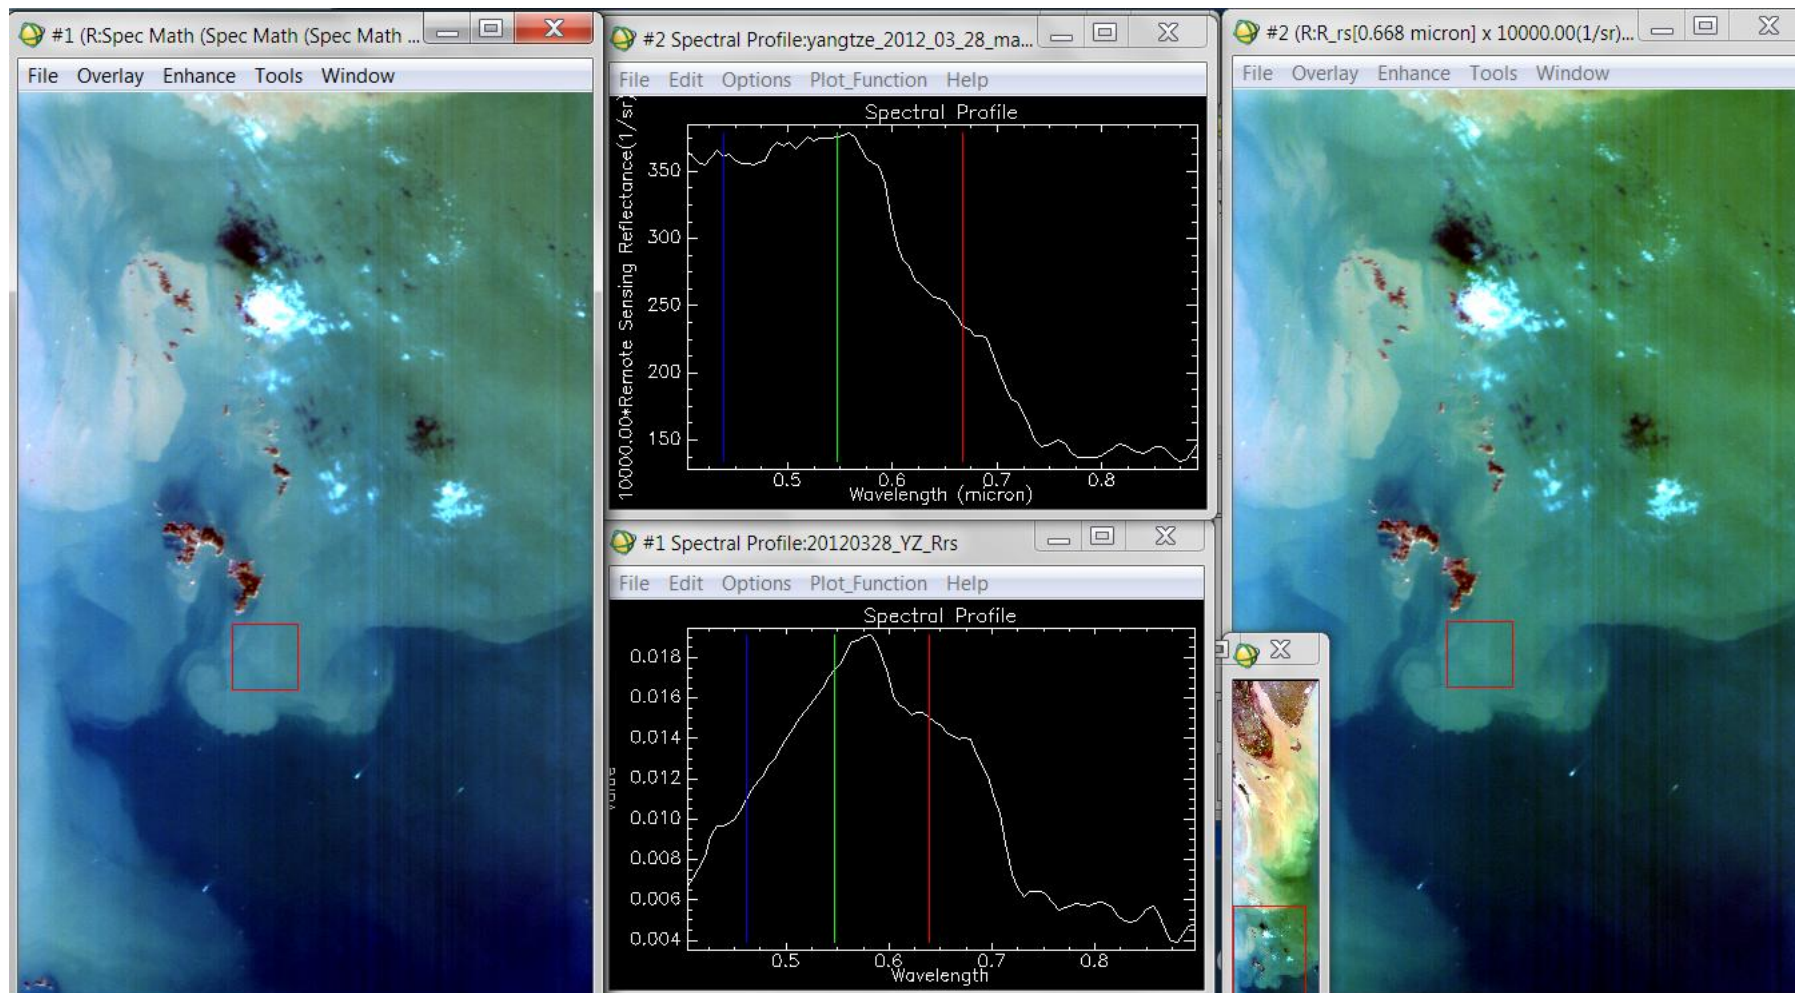 #1 (R:Spec Math (Spec Math (Spec Math ...
File Overlay Enhance Tools Window
#2 Spectral Profile:yangtze_2012_03_28_ma...
File Edit Options Plot_Function Help
Spectral Profile
10000.00*Remote Sensing Reflectance(1/sr)
350
300
250
200
150
0.5 0.6 0.7 0.8
Wavelength (micron)
#1 Spectral Profile:20120328_YZ_Rrs
File Edit Options Plot_Function Help
Spectral Profile
Value
0.018
0.016
0.014
0.012
0.010
0.008
0.006
0.004
0.5 0.6 0.7 0.8
Wavelength
#2 (R:R_rs[0.668 micron] x 10000.00(1/sr)...
File Overlay Enhance Tools Window